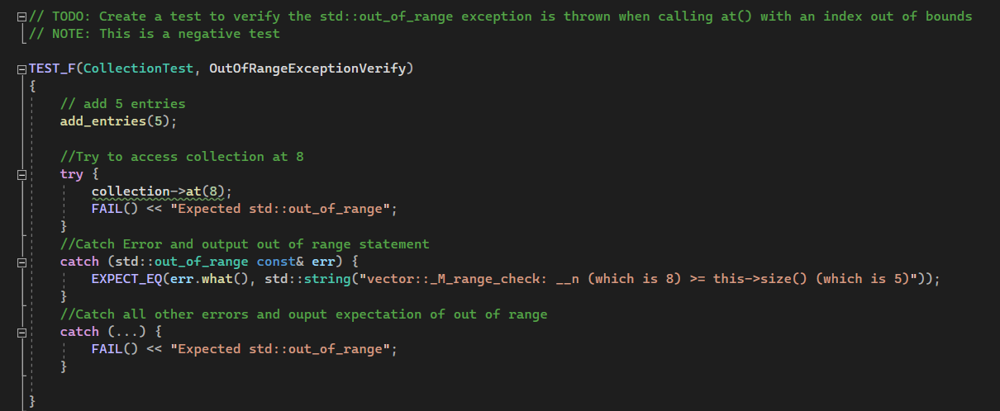 // TODO: Create a test to verify the std::out_of_range exception is thrown when calling at() with an index out of bounds
// NOTE: This is a negative test
TEST_F(CollectionTest, OutOfRangeExceptionVerify)
{
// add 5 entries
add_entries(5);
//Try to access collection at 8
try {
collection->at(8);
FAIL() << "Expected std::out_of_range";
}
//Catch Error and output out of range statement
catch (std::out_of_range const& err) {
EXPECT_EQ(err.what(), std::string("vector::_M_range_check: __n (which is 8) >= this->size() (which is 5)"));
}
//Catch all other errors and ouput expectation of out of range
catch (...) {
FAIL() << "Expected std::out_of_range";
}
}